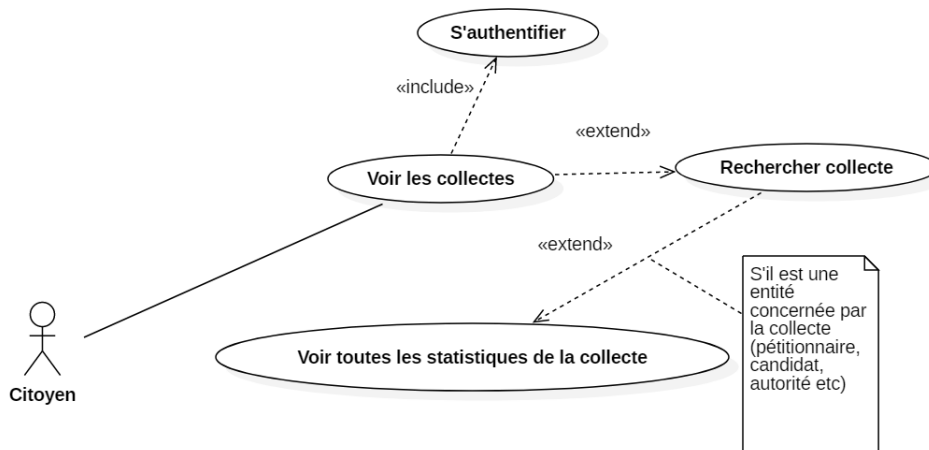 S'authentifier
«include»
«extend»
Voir les collectes
Rechercher collecte
«extend»
S'il est une
entité
concernée par
la collecte
(pétitionnaire,
candidat,
autorité etc)
Voir toutes les statistiques de la collecte
Citoyen